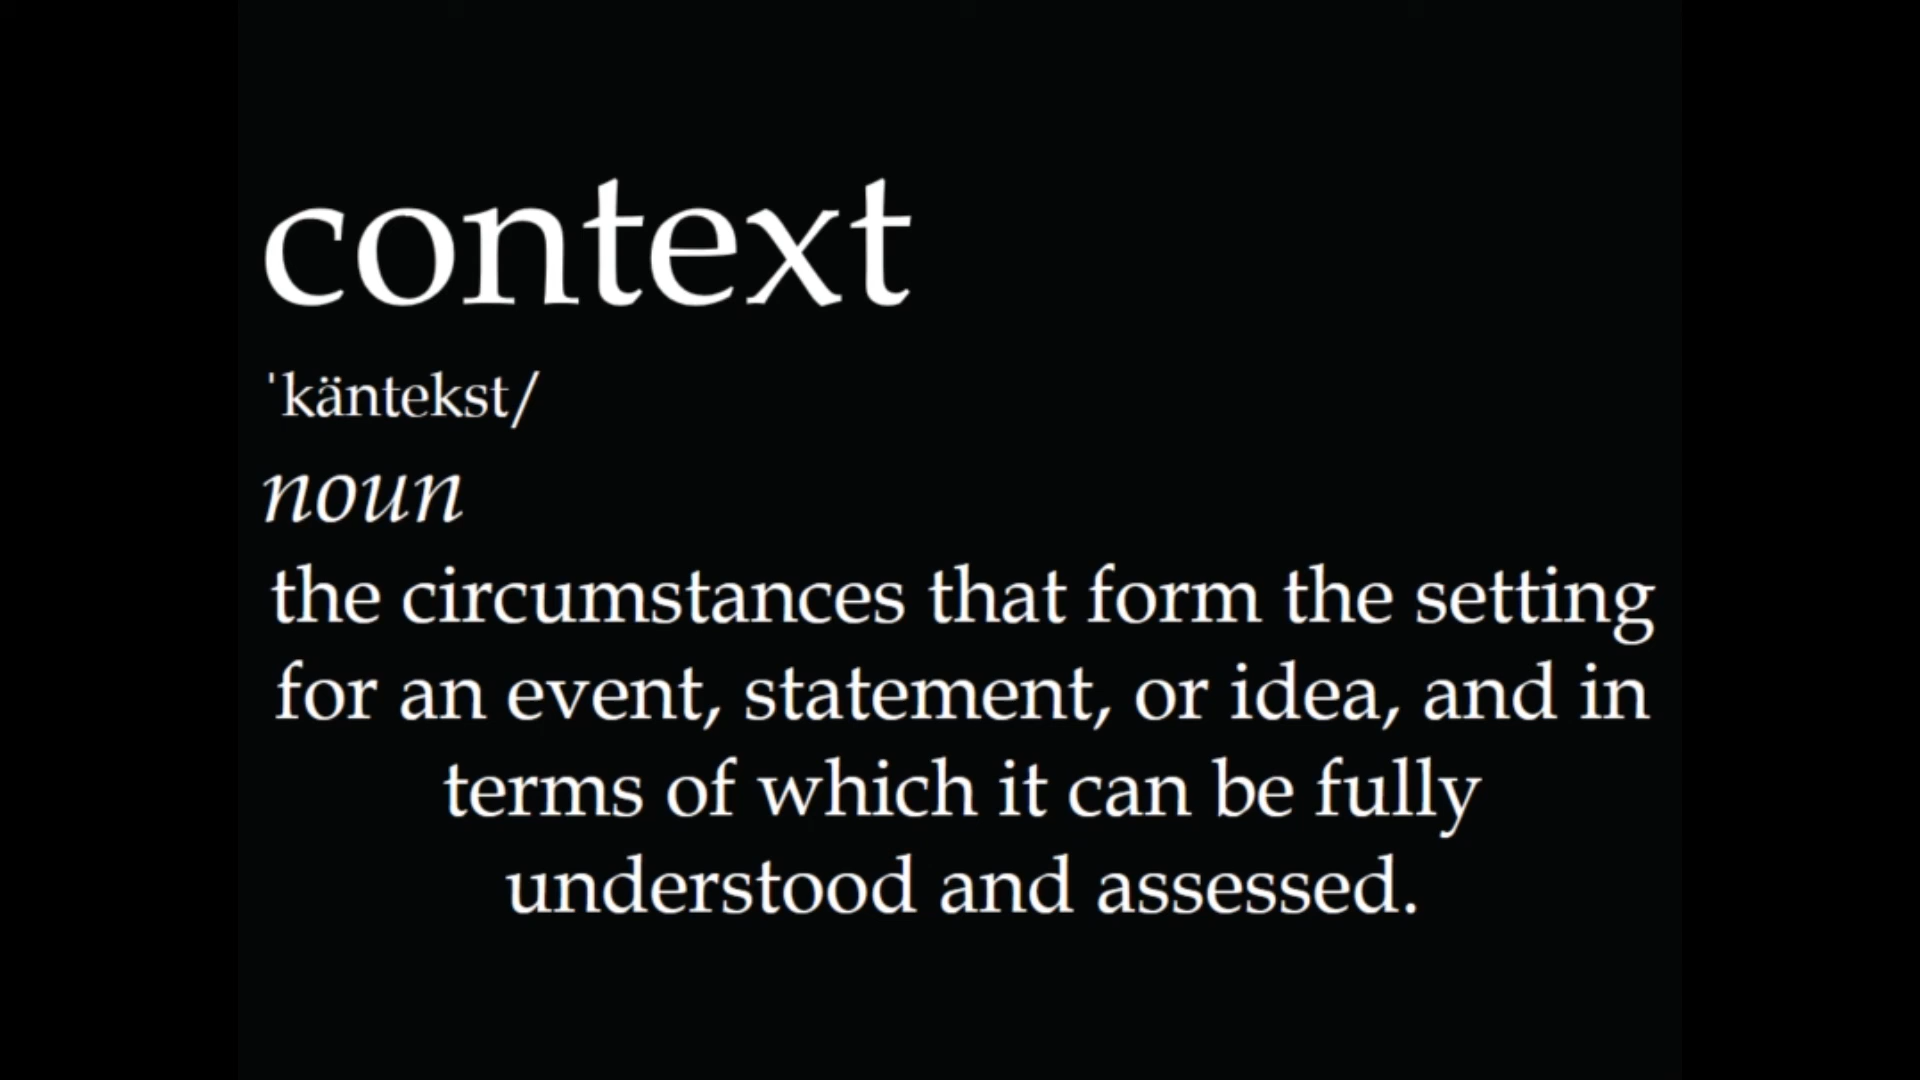 context
ˈkäntekst/
noun
the circumstances that form the setting
for an event, statement, or idea, and in
terms of which it can be fully
understood and assessed.